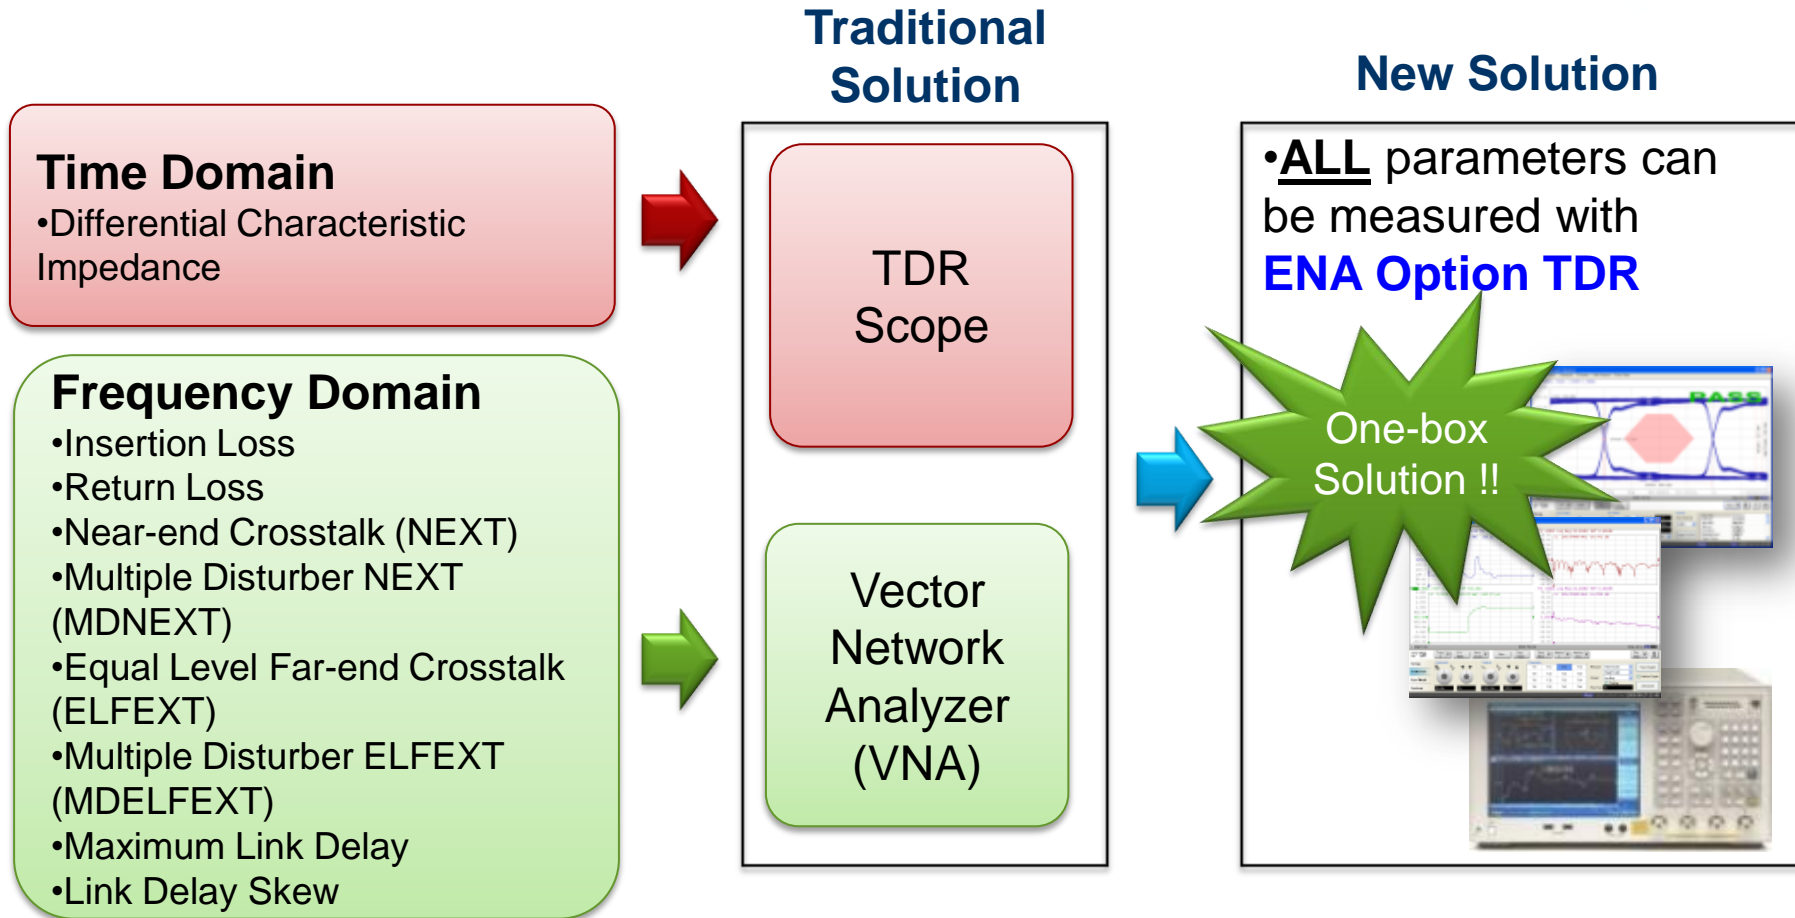 Traditional
Solution
New Solution
Time Domain
•Differential Characteristic
Impedance
Frequency Domain
•Insertion Loss
•Return Loss
•Near-end Crosstalk (NEXT)
•Multiple Disturber NEXT
(MDNEXT)
•Equal Level Far-end Crosstalk
(ELFEXT)
•Multiple Disturber ELFEXT
(MDELFEXT)
•Maximum Link Delay
•Link Delay Skew
TDR
Scope
Vector
Network
Analyzer
(VNA)
•ALL parameters can
be measured with
ENA Option TDR
One-box
Solution !!
PASS